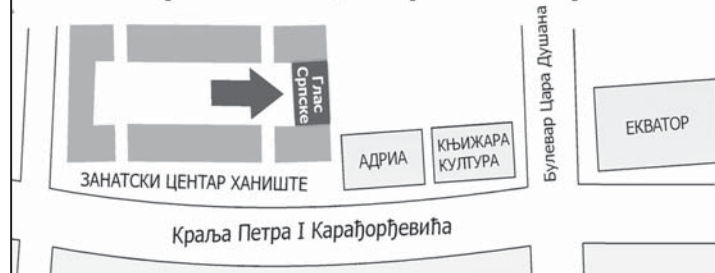 Глас
Српске
Булевар Цара Душана
ЕКВАТОР
АДРИА
КЊИЖАРА
КУЛТУРА
ЗАНАТСКИ ЦЕНТАР ХАНИШТЕ
Краља Петра I Карађорђевића